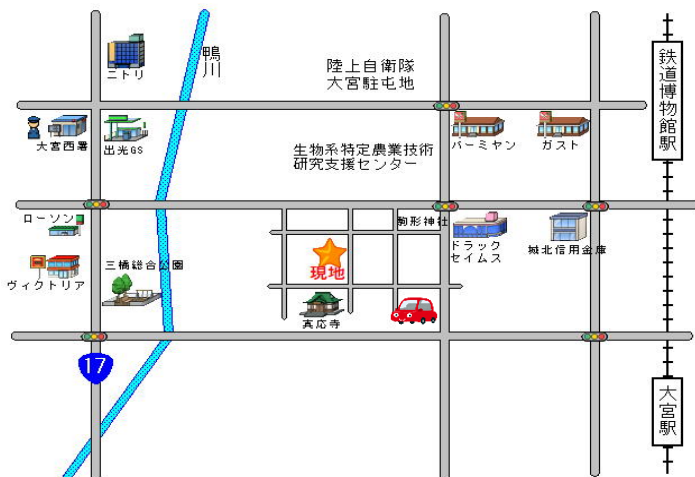 鴨川
ニトリ
陸上自衛隊
大宮駐屯地
鉄道博物館駅
大宮西署
出光GS
バーミヤン
ガスト
生物系特定農業技術
研究支援センター
ローソン
駒形神社
ドラック
セイムス
城北信用金庫
現地
三橋総合公園
ヴィクトリア
真応寺
17
大宮駅